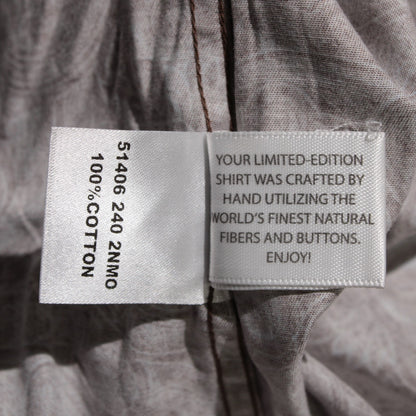 51406 240 2NMO
100%COTTON
YOUR LIMITED-EDITION
SHIRT WAS CRAFTED BY
HAND UTILIZING THE
WORLD'S FINEST NATURAL
FIBERS AND BUTTONS.
ENJOY!